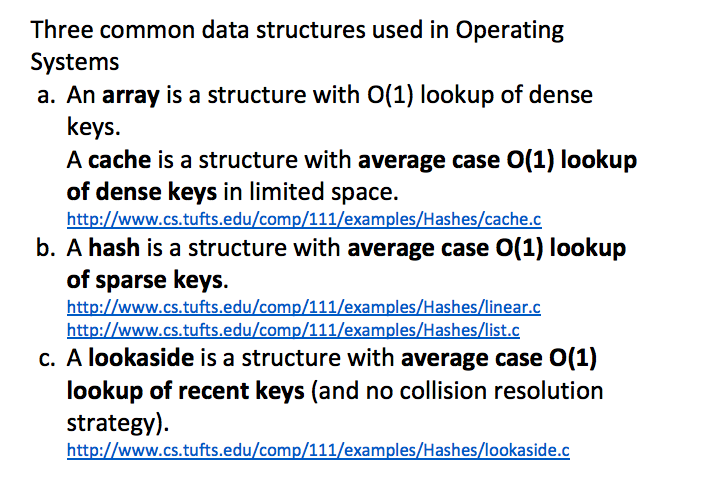 Three common data structures used in Operating
Systems
a. An array is a structure with O(1) lookup of dense
keys.
A cache is a structure with average case O(1) lookup
of dense keys in limited space.
http://www.cs.tufts.edu/comp/111/examples/Hashes/cache.c
b. A hash is a structure with average case O(1) lookup
of sparse keys.
http://www.cs.tufts.edu/comp/111/examples/Hashes/linear.c
http://www.cs.tufts.edu/comp/111/examples/Hashes/list.c
c. A lookaside is a structure with average case O(1)
lookup of recent keys (and no collision resolution
strategy).
http://www.cs.tufts.edu/comp/111/examples/Hashes/lookaside.c